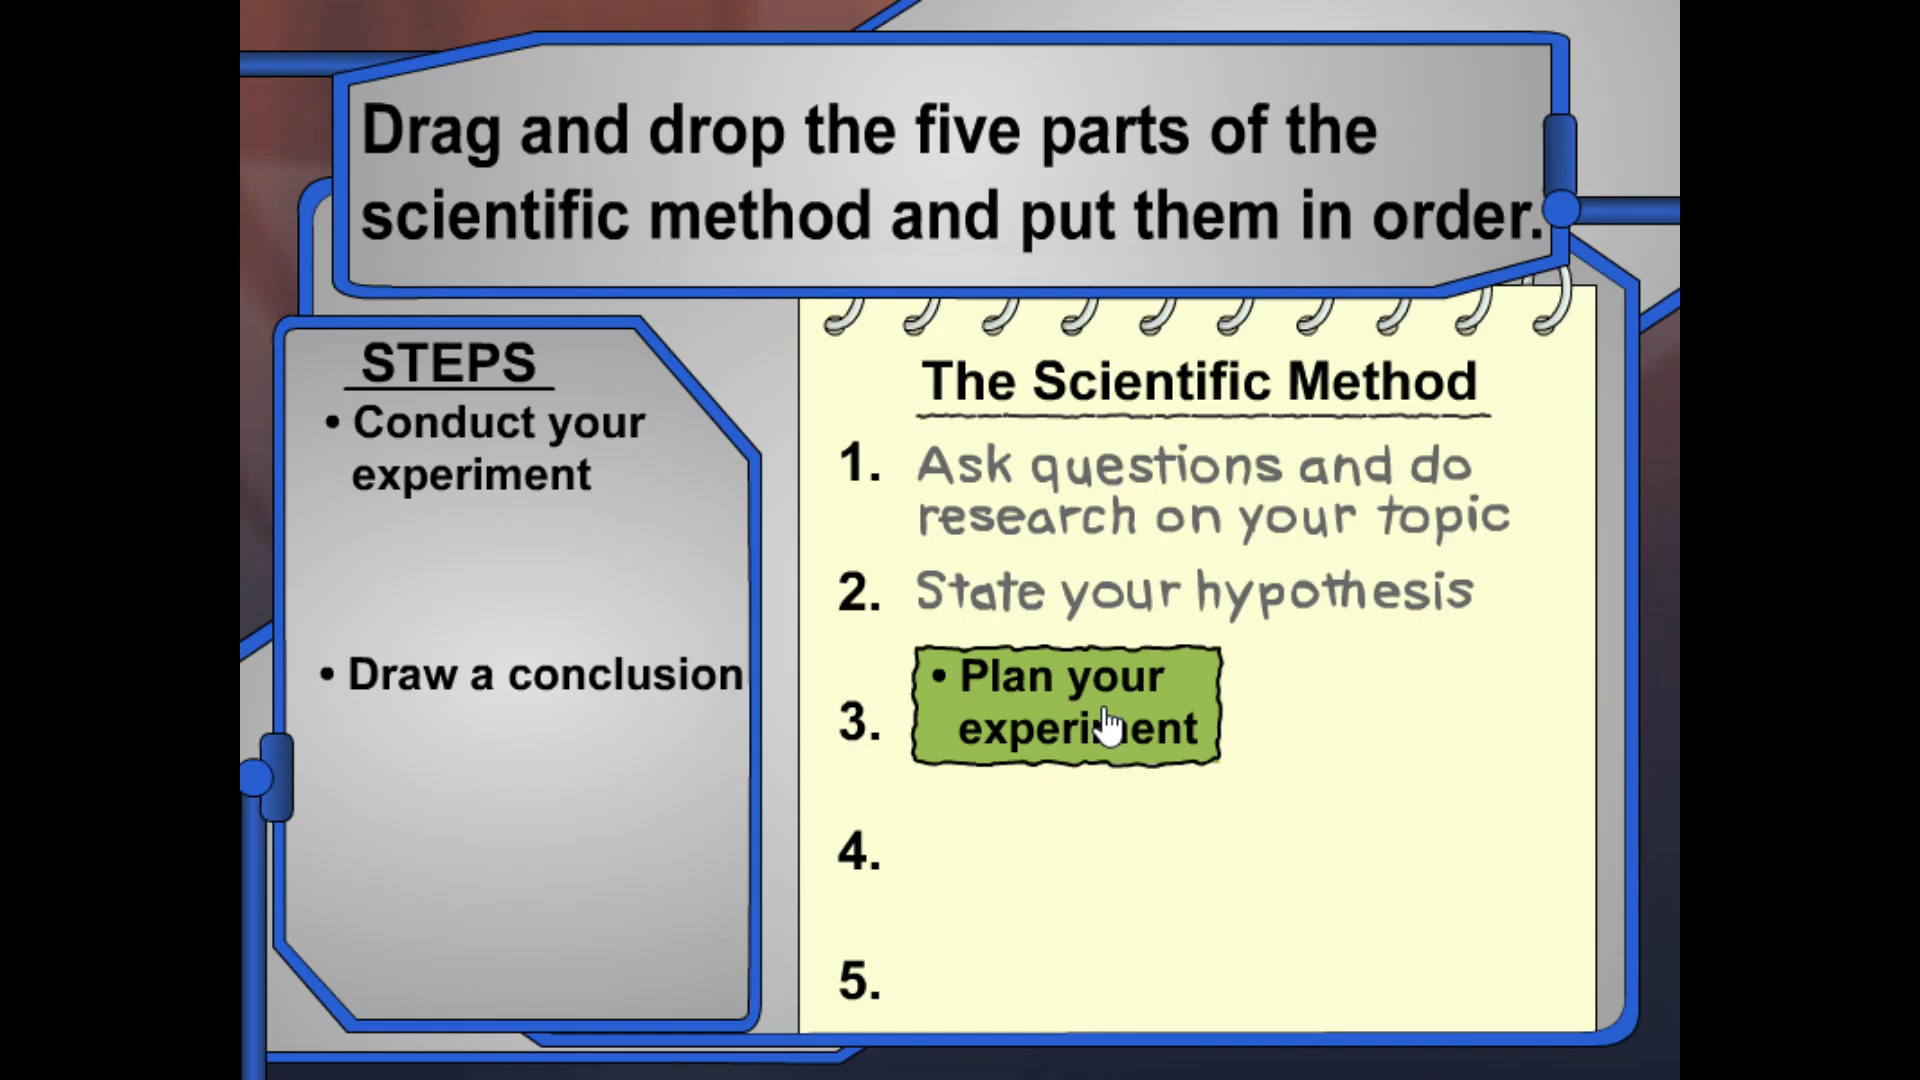 Drag and drop the five parts of the
scientific method and put them in order.
STEPS
• Conduct your
experiment
• Draw a conclusion
The Scientific Method
1. Ask questions and do
research on your topic
2. State your hypothesis
3. • Plan your
experiment
4.
5.